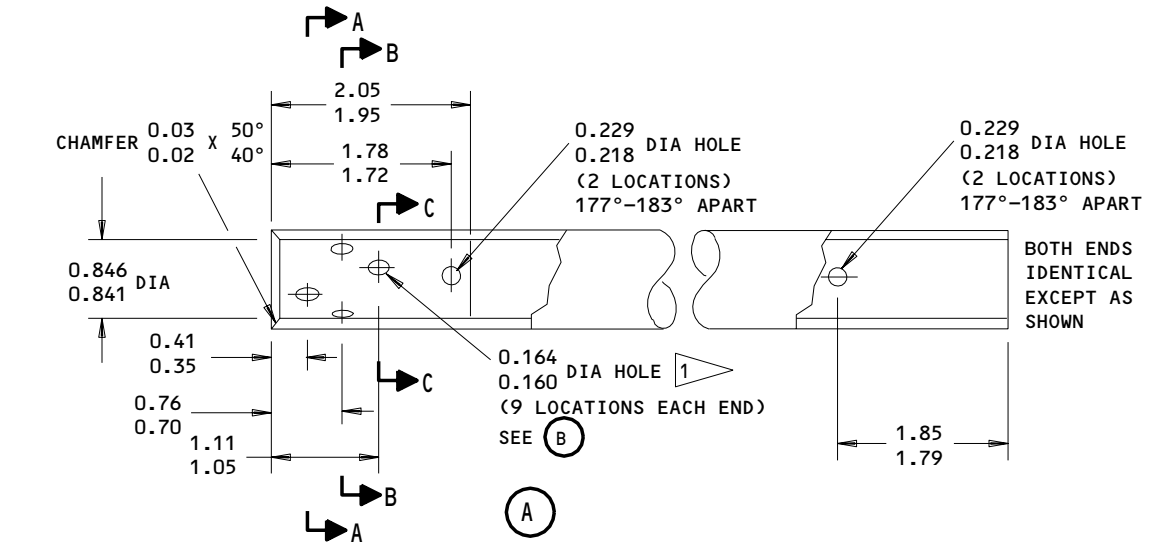 A
B
2.05
1.95
CHAMFER 0.03 X 50°
0.02 40°
1.78
1.72
0.229 DIA HOLE
0.218
(2 LOCATIONS)
177°-183° APART
0.229 DIA HOLE
0.218
(2 LOCATIONS)
177°-183° APART
C
0.846 DIA
0.841
BOTH ENDS
IDENTICAL
EXCEPT AS
SHOWN
0.41
0.35
0.164 DIA HOLE 1
0.160
(9 LOCATIONS EACH END)
SEE B
C
0.76
0.70
1.11
1.05
1.85
1.79
B
A
A